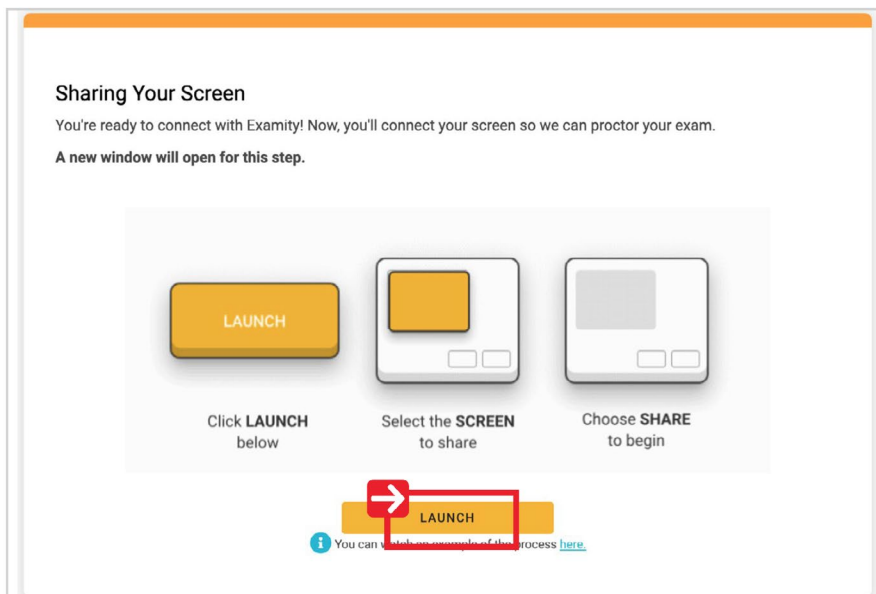 Sharing Your Screen
You're ready to connect with Examity! Now, you'll connect your screen so we can proctor your exam.
A new window will open for this step.
LAUNCH
Click LAUNCH
below
Select the SCREEN
to share
Choose SHARE
to begin
LAUNCH
You can watch an example of the process here.